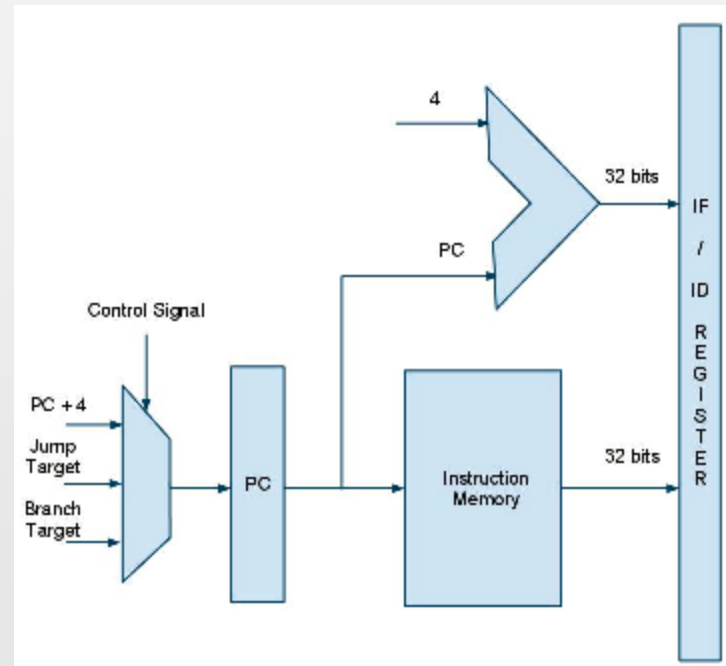 4
32 bits
PC
IF
/
ID
R
E
G
I
S
T
E
R
Control Signal
PC + 4
Jump
Target
Branch
Target
PC
Instruction
Memory
32 bits